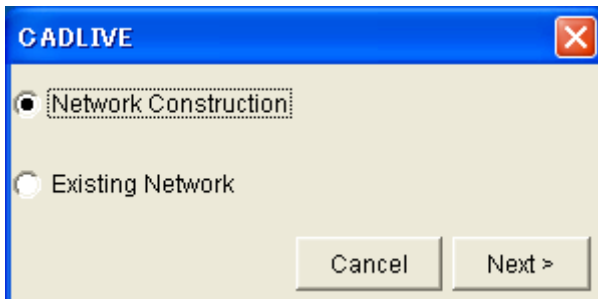 CADLIVE
Network Construction
Existing Network
Cancel Next >